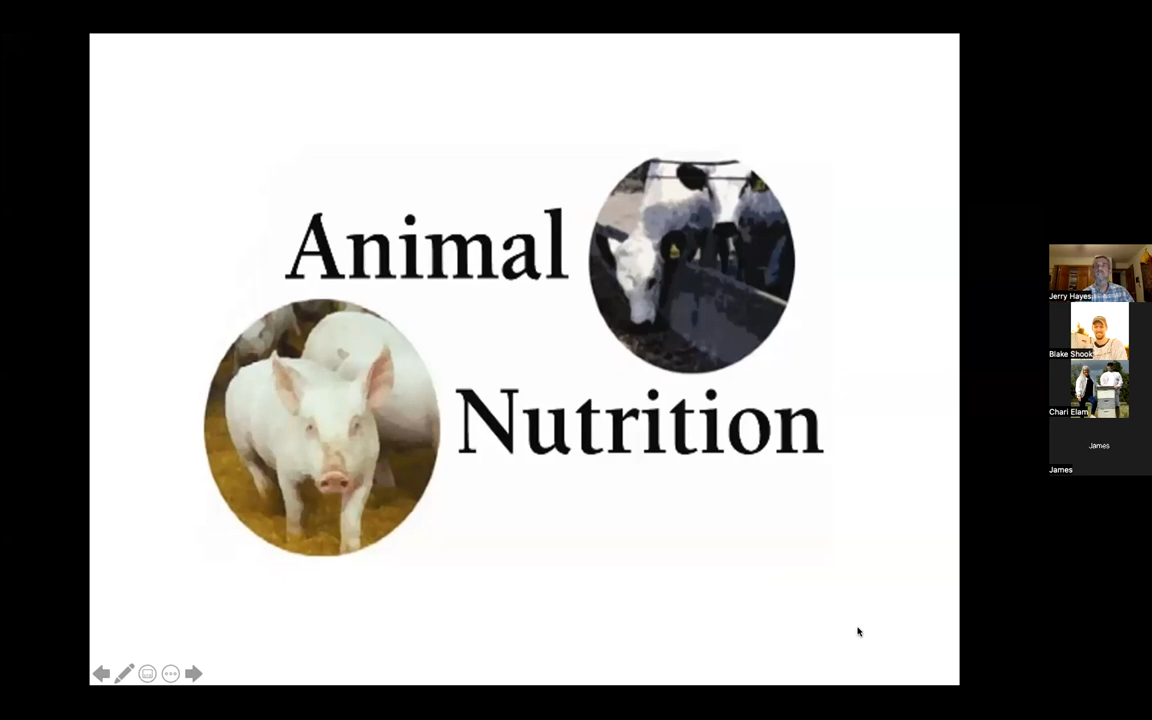 Animal
Nutrition
Jerry Hayes
Blake Shook
Chari Elam
James
James